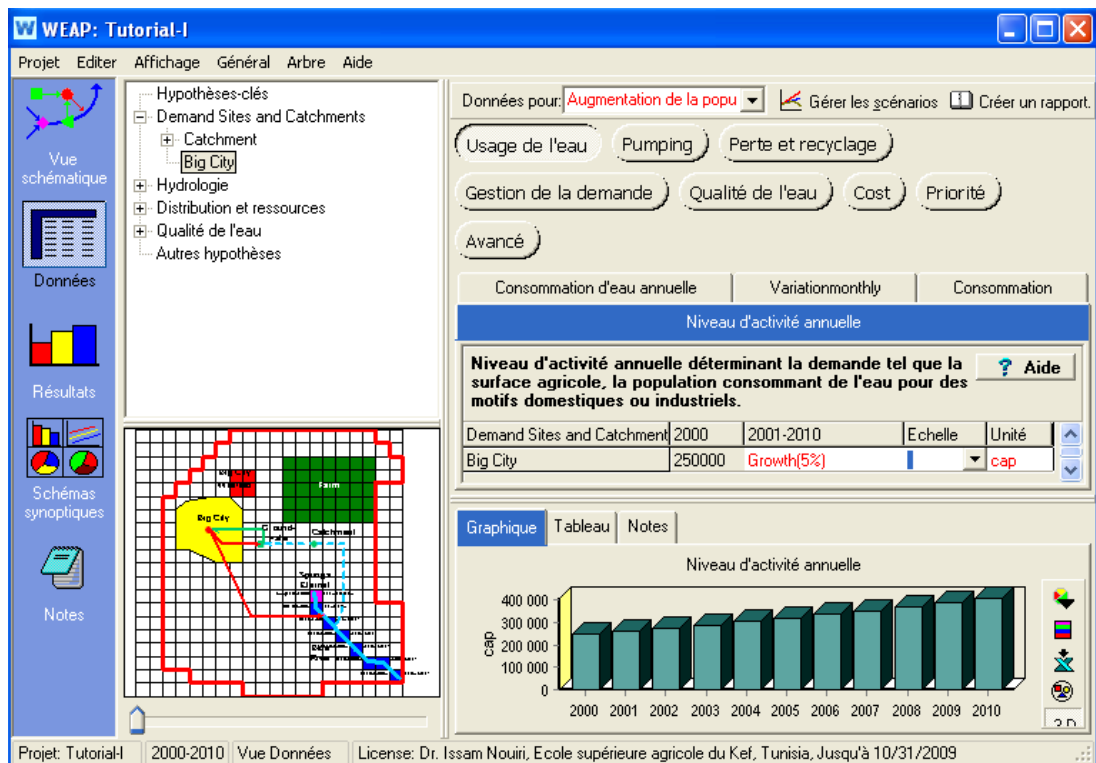 WEAP: Tutorial-I
Projet Editer Affichage Général Arbre Aide
Vue schématique
Données
Résultats
Schémas synoptiques
Notes
Hypothèses-clés
Demand Sites and Catchments
Catchment
Big City
Hydrologie
Distribution et ressources
Qualité de l'eau
Autres hypothèses
Big City
Farm
Catchment
Données pour: Augmentation de la popu Gérer les scénarios Créer un rapport.
Usage de l'eau Pumping Perte et recyclage
Gestion de la demande Qualité de l'eau Cost Priorité
Avancé
Consommation d'eau annuelle Variationmonthly Consommation
Niveau d'activité annuelle
Niveau d'activité annuelle déterminant la demande tel que la
surface agricole, la population consommant de l'eau pour des
motifs domestiques ou industriels.
? Aide
Demand Sites and Catchment 2000 2001-2010 Echelle Unité
Big City 250000 Growth(5%) cap
Graphique Tableau Notes
Niveau d'activité annuelle
cap
400 000
300 000
200 000
100 000
0
2000 2001 2002 2003 2004 2005 2006 2007 2008 2009 2010
Projet: Tutorial-I 2000-2010 Vue Données License: Dr. Issam Nouiri, Ecole supérieure agricole du Kef, Tunisia, Jusqu'à 10/31/2009